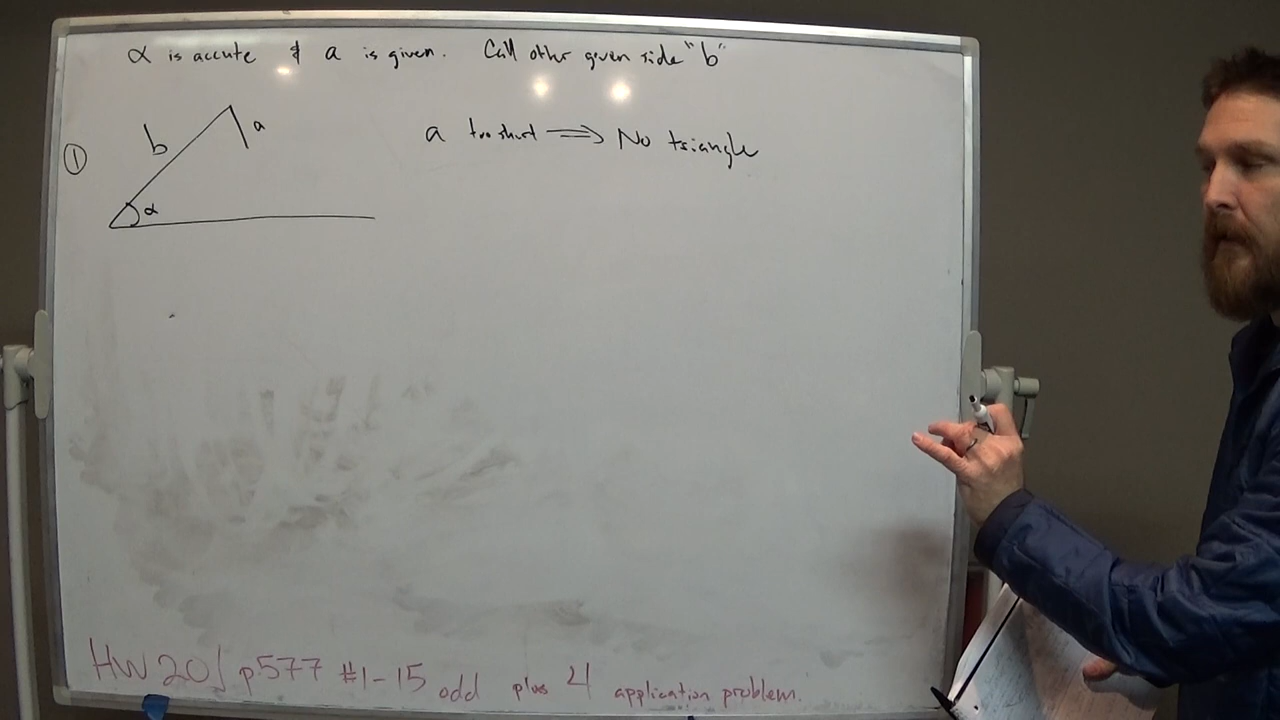 α is accute & a is given. Call other given side "b"
① b a α
a too short ⟹ No triangle
HW 20 / p.577 #1-15 odd plus 4 application problem.